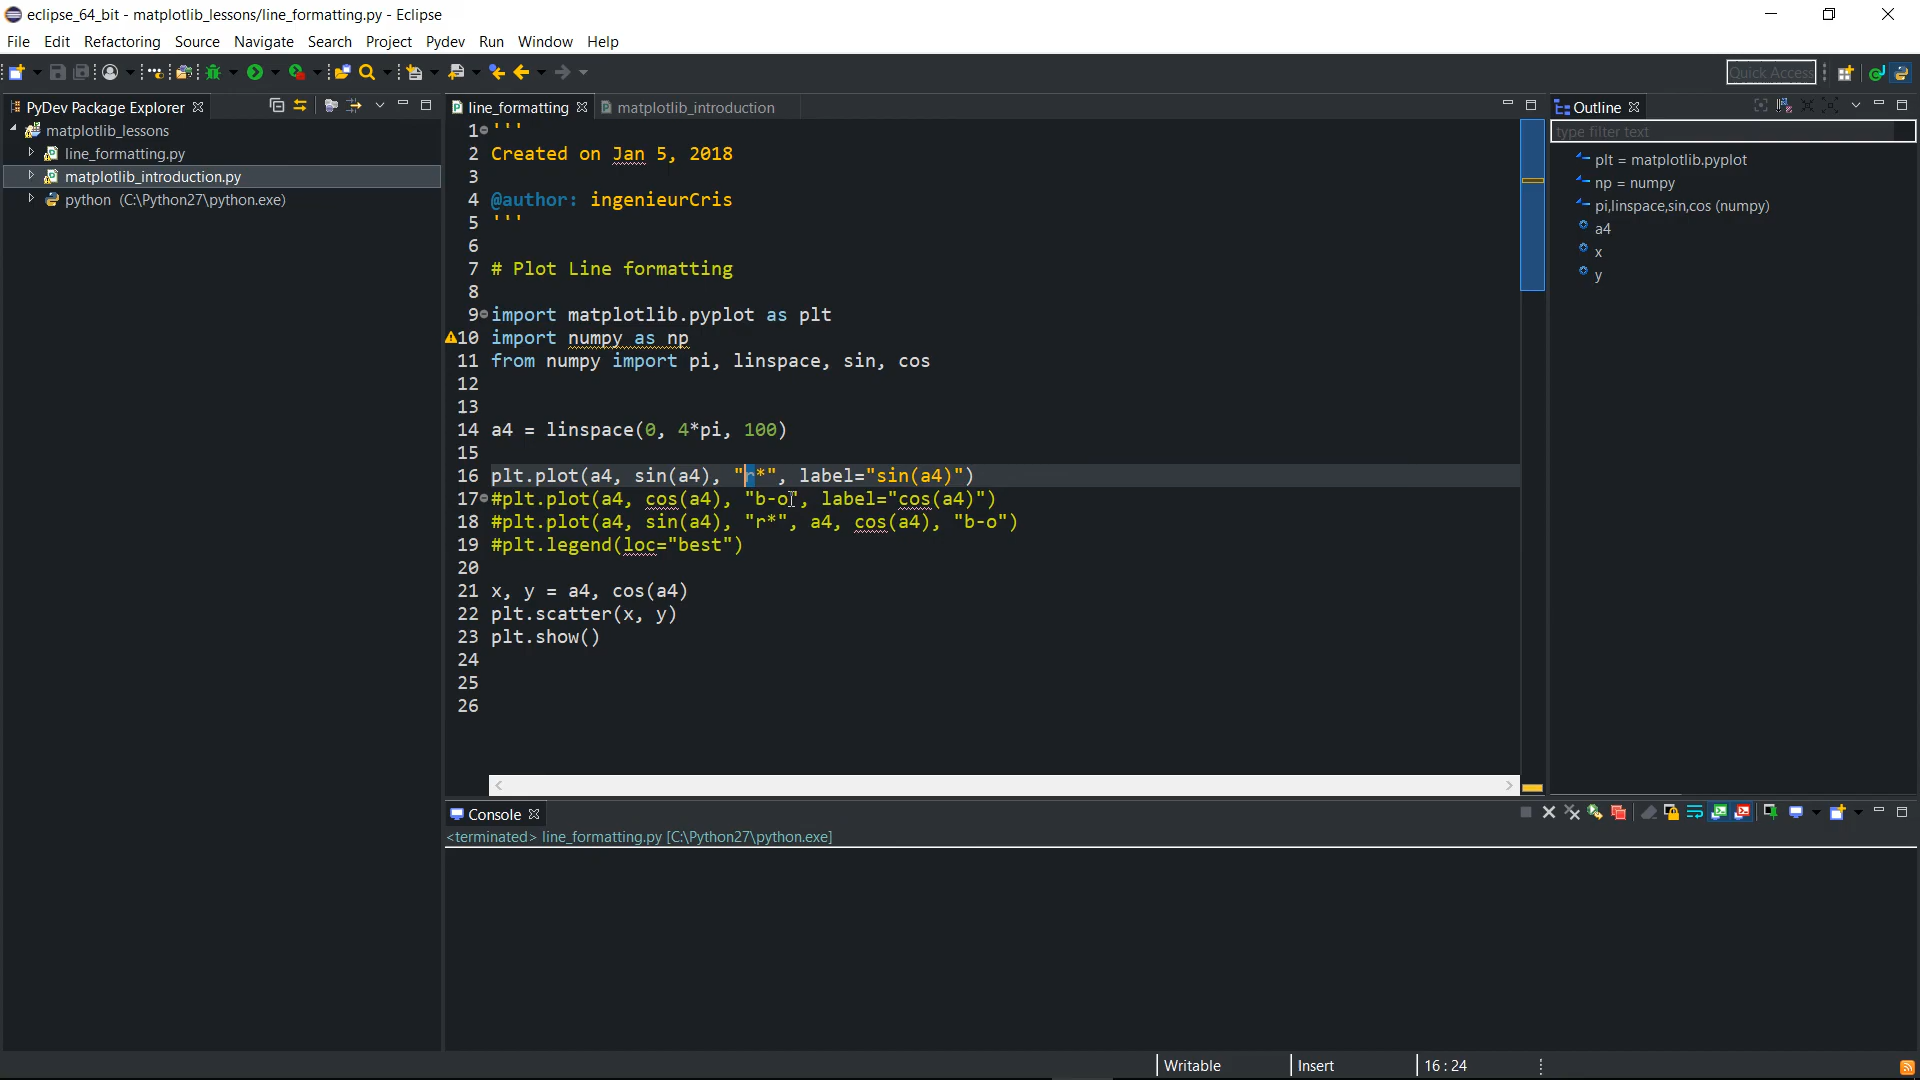 eclipse_64_bit - matplotlib_lessons/line_formatting.py - Eclipse
File Edit Refactoring Source Navigate Search Project Pydev Run Window Help
Quick Access
PyDev Package Explorer
matplotlib_lessons
line_formatting.py
matplotlib_introduction.py
python (C:\Python27\python.exe)
line_formatting matplotlib_introduction
1 '''
2 Created on Jan 5, 2018
3
4 @author: ingenieurCris
5 '''
6
7 # Plot Line formatting
8
9 import matplotlib.pyplot as plt
10 import numpy as np
11 from numpy import pi, linspace, sin, cos
12
13
14 a4 = linspace(0, 4*pi, 100)
15
16 plt.plot(a4, sin(a4), "r*", label="sin(a4)")
17 #plt.plot(a4, cos(a4), "b-o", label="cos(a4)")
18 #plt.plot(a4, sin(a4), "r*", a4, cos(a4), "b-o")
19 #plt.legend(loc="best")
20
21 x, y = a4, cos(a4)
22 plt.scatter(x, y)
23 plt.show()
24
25
26
Outline
type filter text
plt = matplotlib.pyplot
np = numpy
pi,linspace,sin,cos (numpy)
a4
x
y
Console
<terminated> line_formatting.py [C:\Python27\python.exe]
Writable Insert 16 : 24